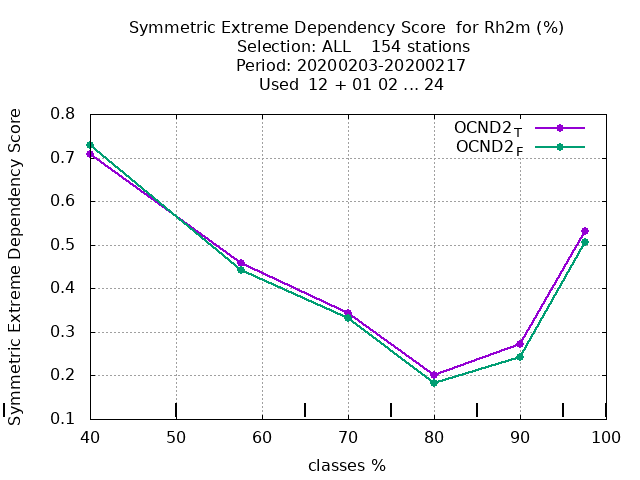 Symmetric Extreme Dependency Score for Rh2m (%)
Selection: ALL 154 stations
Period: 20200203-20200217
Used 12 + 01 02 ... 24
Symmetric Extreme Dependency Score
0.8
0.7
0.6
0.5
0.4
0.3
0.2
0.1
OCND2T
OCND2F
40 50 60 70 80 90 100
classes %